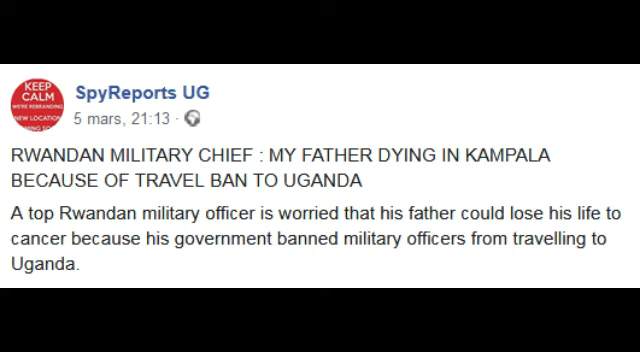 KEEP
CALM
WE'RE REBRANDING
NEW LOCATION
SpyReports UG
5 mars, 21:13 ·
RWANDAN MILITARY CHIEF : MY FATHER DYING IN KAMPALA
BECAUSE OF TRAVEL BAN TO UGANDA
A top Rwandan military officer is worried that his father could lose his life to
cancer because his government banned military officers from travelling to
Uganda.